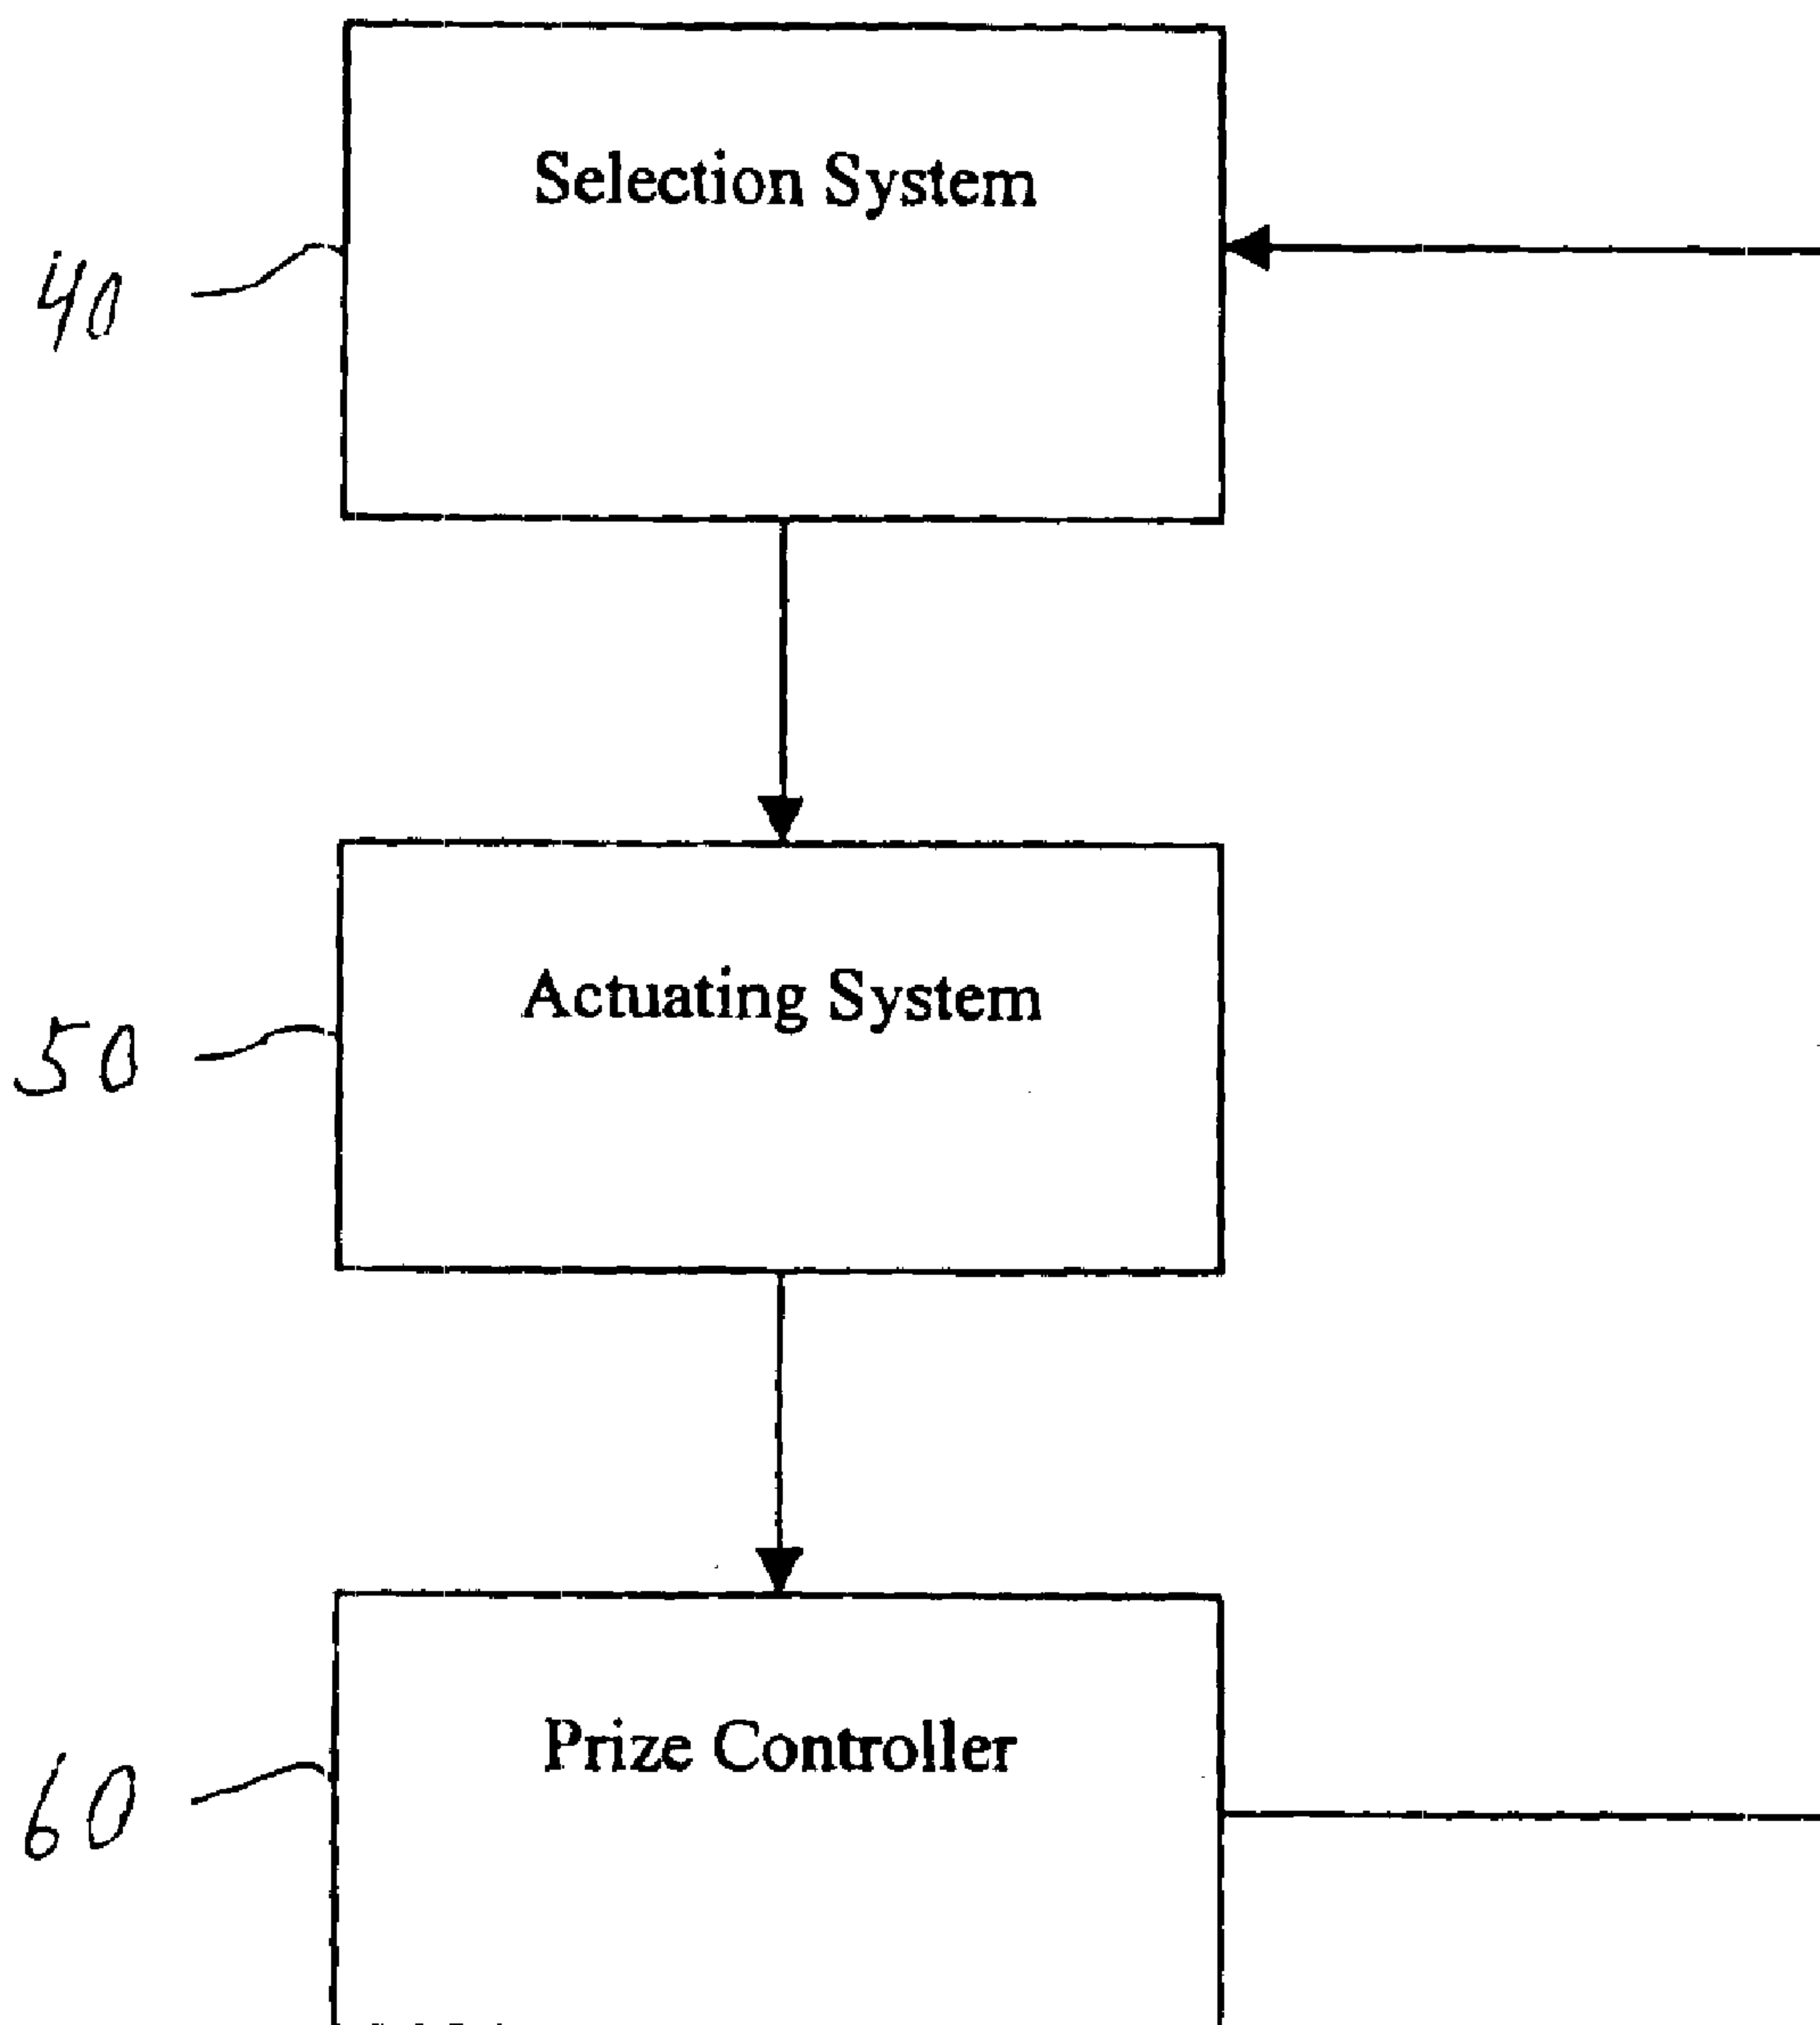 Selection System
40
Actuating System
50
Prize Controller
60